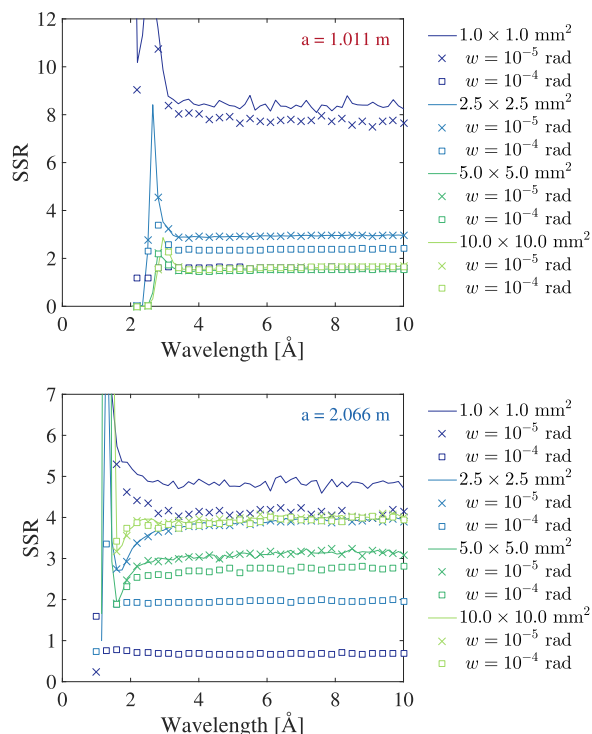 12
10
8
6
4
2
0
SSR
a = 1.011 m
0 2 4 6 8 10
Wavelength [Å]
1.0 × 1.0 mm²
w = 10⁻⁵ rad
w = 10⁻⁴ rad
2.5 × 2.5 mm²
w = 10⁻⁵ rad
w = 10⁻⁴ rad
5.0 × 5.0 mm²
w = 10⁻⁵ rad
w = 10⁻⁴ rad
10.0 × 10.0 mm²
w = 10⁻⁵ rad
w = 10⁻⁴ rad
7
6
5
4
3
2
1
0
SSR
a = 2.066 m
0 2 4 6 8 10
Wavelength [Å]
1.0 × 1.0 mm²
w = 10⁻⁵ rad
w = 10⁻⁴ rad
2.5 × 2.5 mm²
w = 10⁻⁵ rad
w = 10⁻⁴ rad
5.0 × 5.0 mm²
w = 10⁻⁵ rad
w = 10⁻⁴ rad
10.0 × 10.0 mm²
w = 10⁻⁵ rad
w = 10⁻⁴ rad